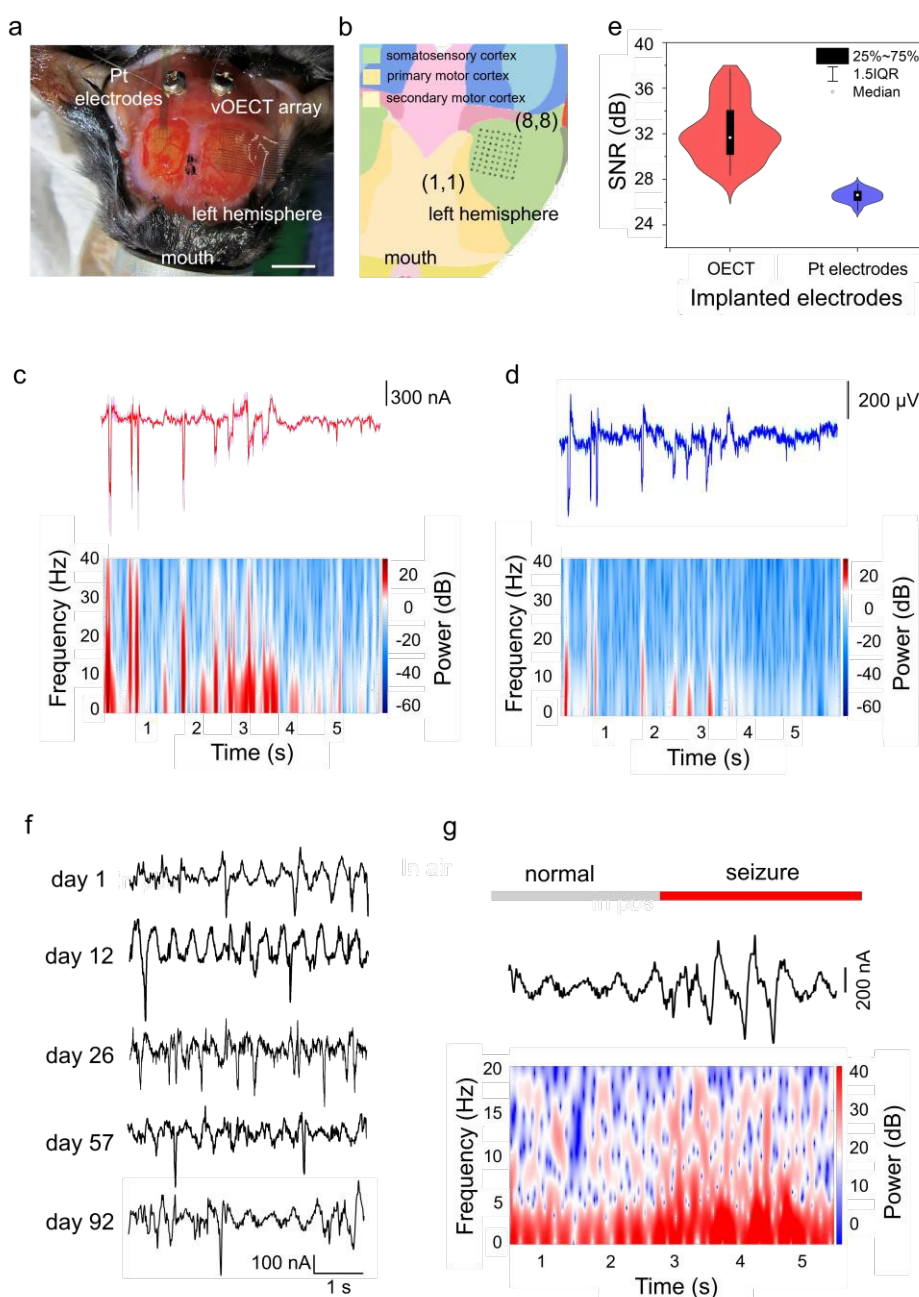 a
Pt
electrodes
vOECT array
left hemisphere
mouth
b
somatosensory cortex
primary motor cortex
secondary motor cortex
(8,8)
(1,1)
left hemisphere
mouth
e
SNR (dB)
40
36
32
28
24
25%~75%
1.5IQR
Median
OECT
Pt electrodes
Implanted electrodes
c
300 nA
Frequency (Hz)
40
30
20
10
0
1 2 3 4 5
Time (s)
20
0
-20
-40
-60
Power (dB)
d
200 µV
Frequency (Hz)
40
30
20
10
0
1 2 3 4 5
Time (s)
20
0
-20
-40
-60
Power (dB)
f
day 1
day 12
day 26
day 57
day 92
100 nA
1 s
In air
g
normal
seizure
In pbs
200 nA
Frequency (Hz)
20
15
10
5
0
1 2 3 4 5
Time (s)
40
30
20
10
0
Power (dB)